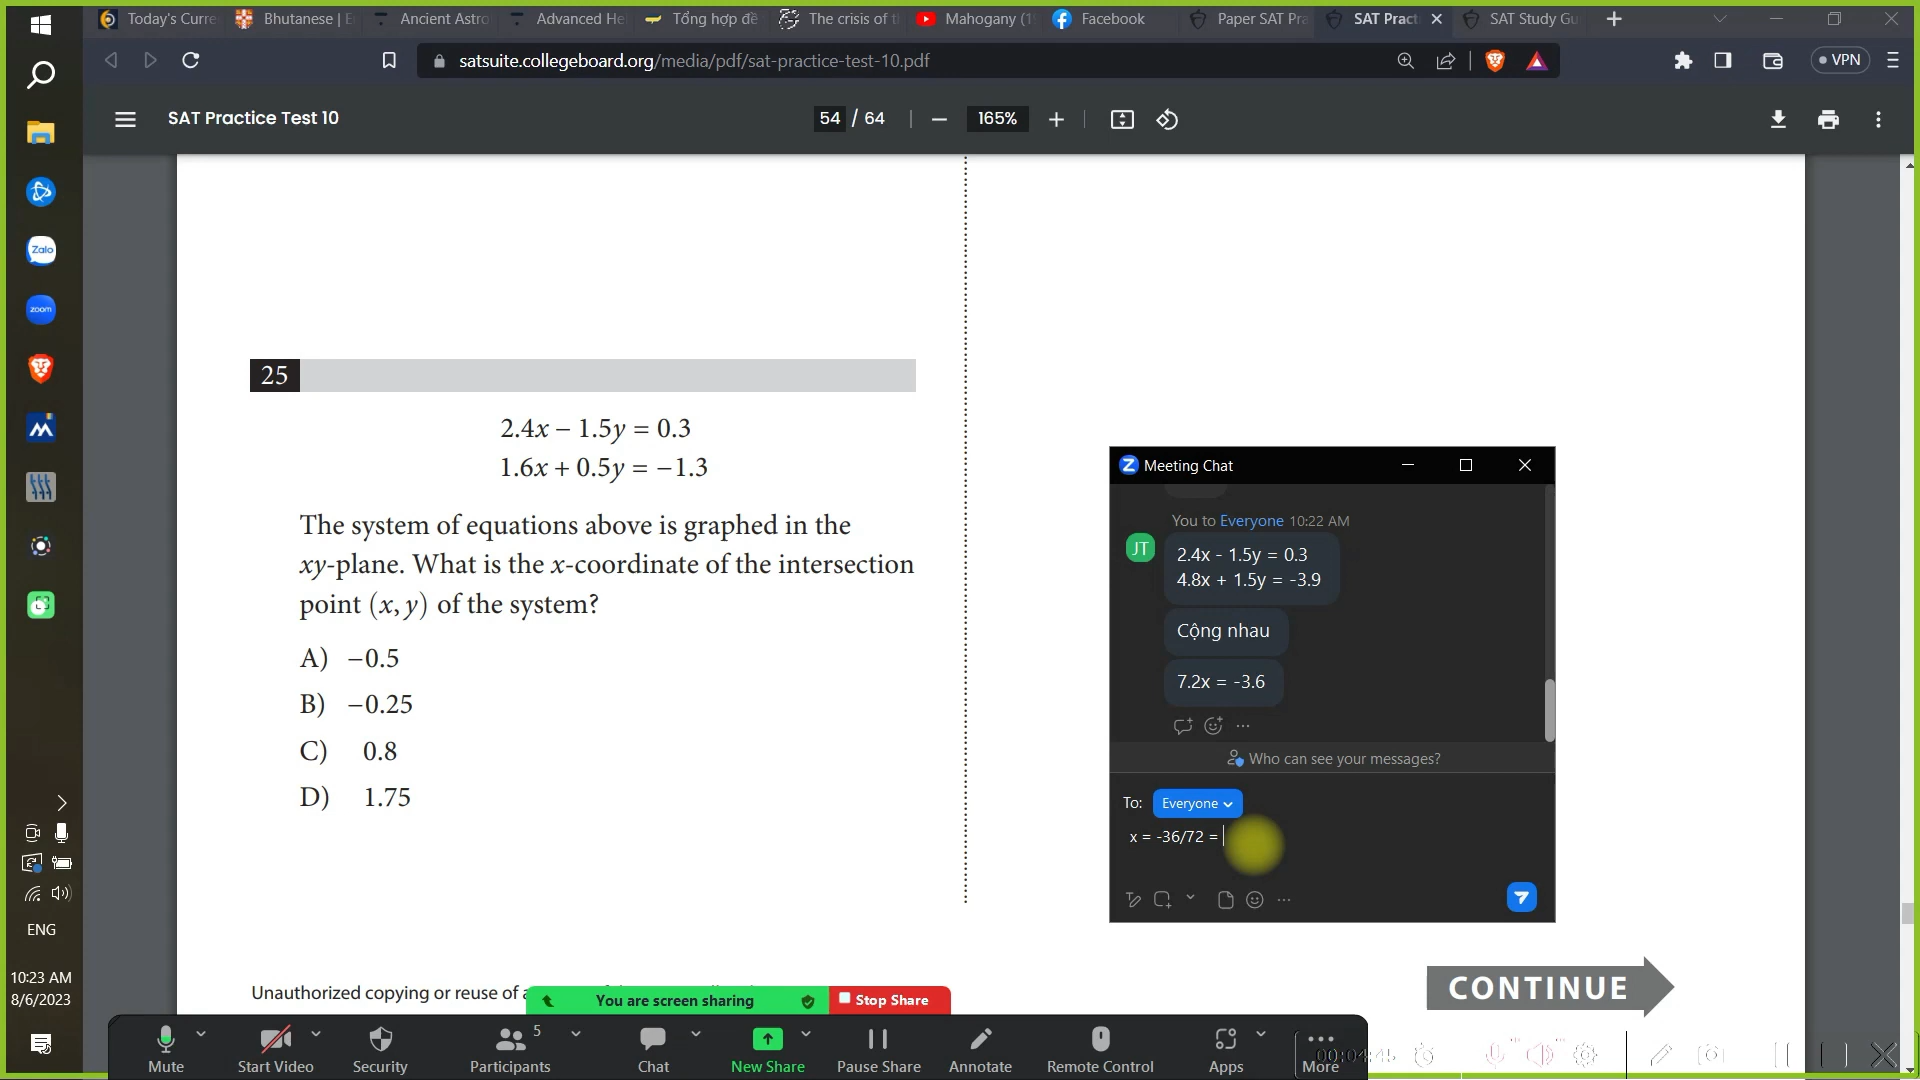 Today's Curre
Bhutanese | E
Ancient Astro
Advanced Hel
Tổng hợp đề
The crisis of t
Mahogany (1
Facebook
Paper SAT Pra
SAT Pract
SAT Study Gu
satsuite.collegeboard.org/media/pdf/sat-practice-test-10.pdf
VPN
SAT Practice Test 10
54 / 64
165%
Zalo
zoom
25
2.4x − 1.5y = 0.3
1.6x + 0.5y = −1.3
The system of equations above is graphed in the
xy-plane. What is the x-coordinate of the intersection
point (x, y) of the system?
A) −0.5
B) −0.25
C) 0.8
D) 1.75
Meeting Chat
You to Everyone 10:22 AM
JT
2.4x - 1.5y = 0.3
4.8x + 1.5y = -3.9
Cộng nhau
7.2x = -3.6
Who can see your messages?
To: Everyone
x = -36/72 =
ENG
10:23 AM
8/6/2023
Unauthorized copying or reuse of
CONTINUE
You are screen sharing
Stop Share
Mute
Start Video
Security
5
Participants
Chat
New Share
Pause Share
Annotate
Remote Control
Apps
More
00:04:45